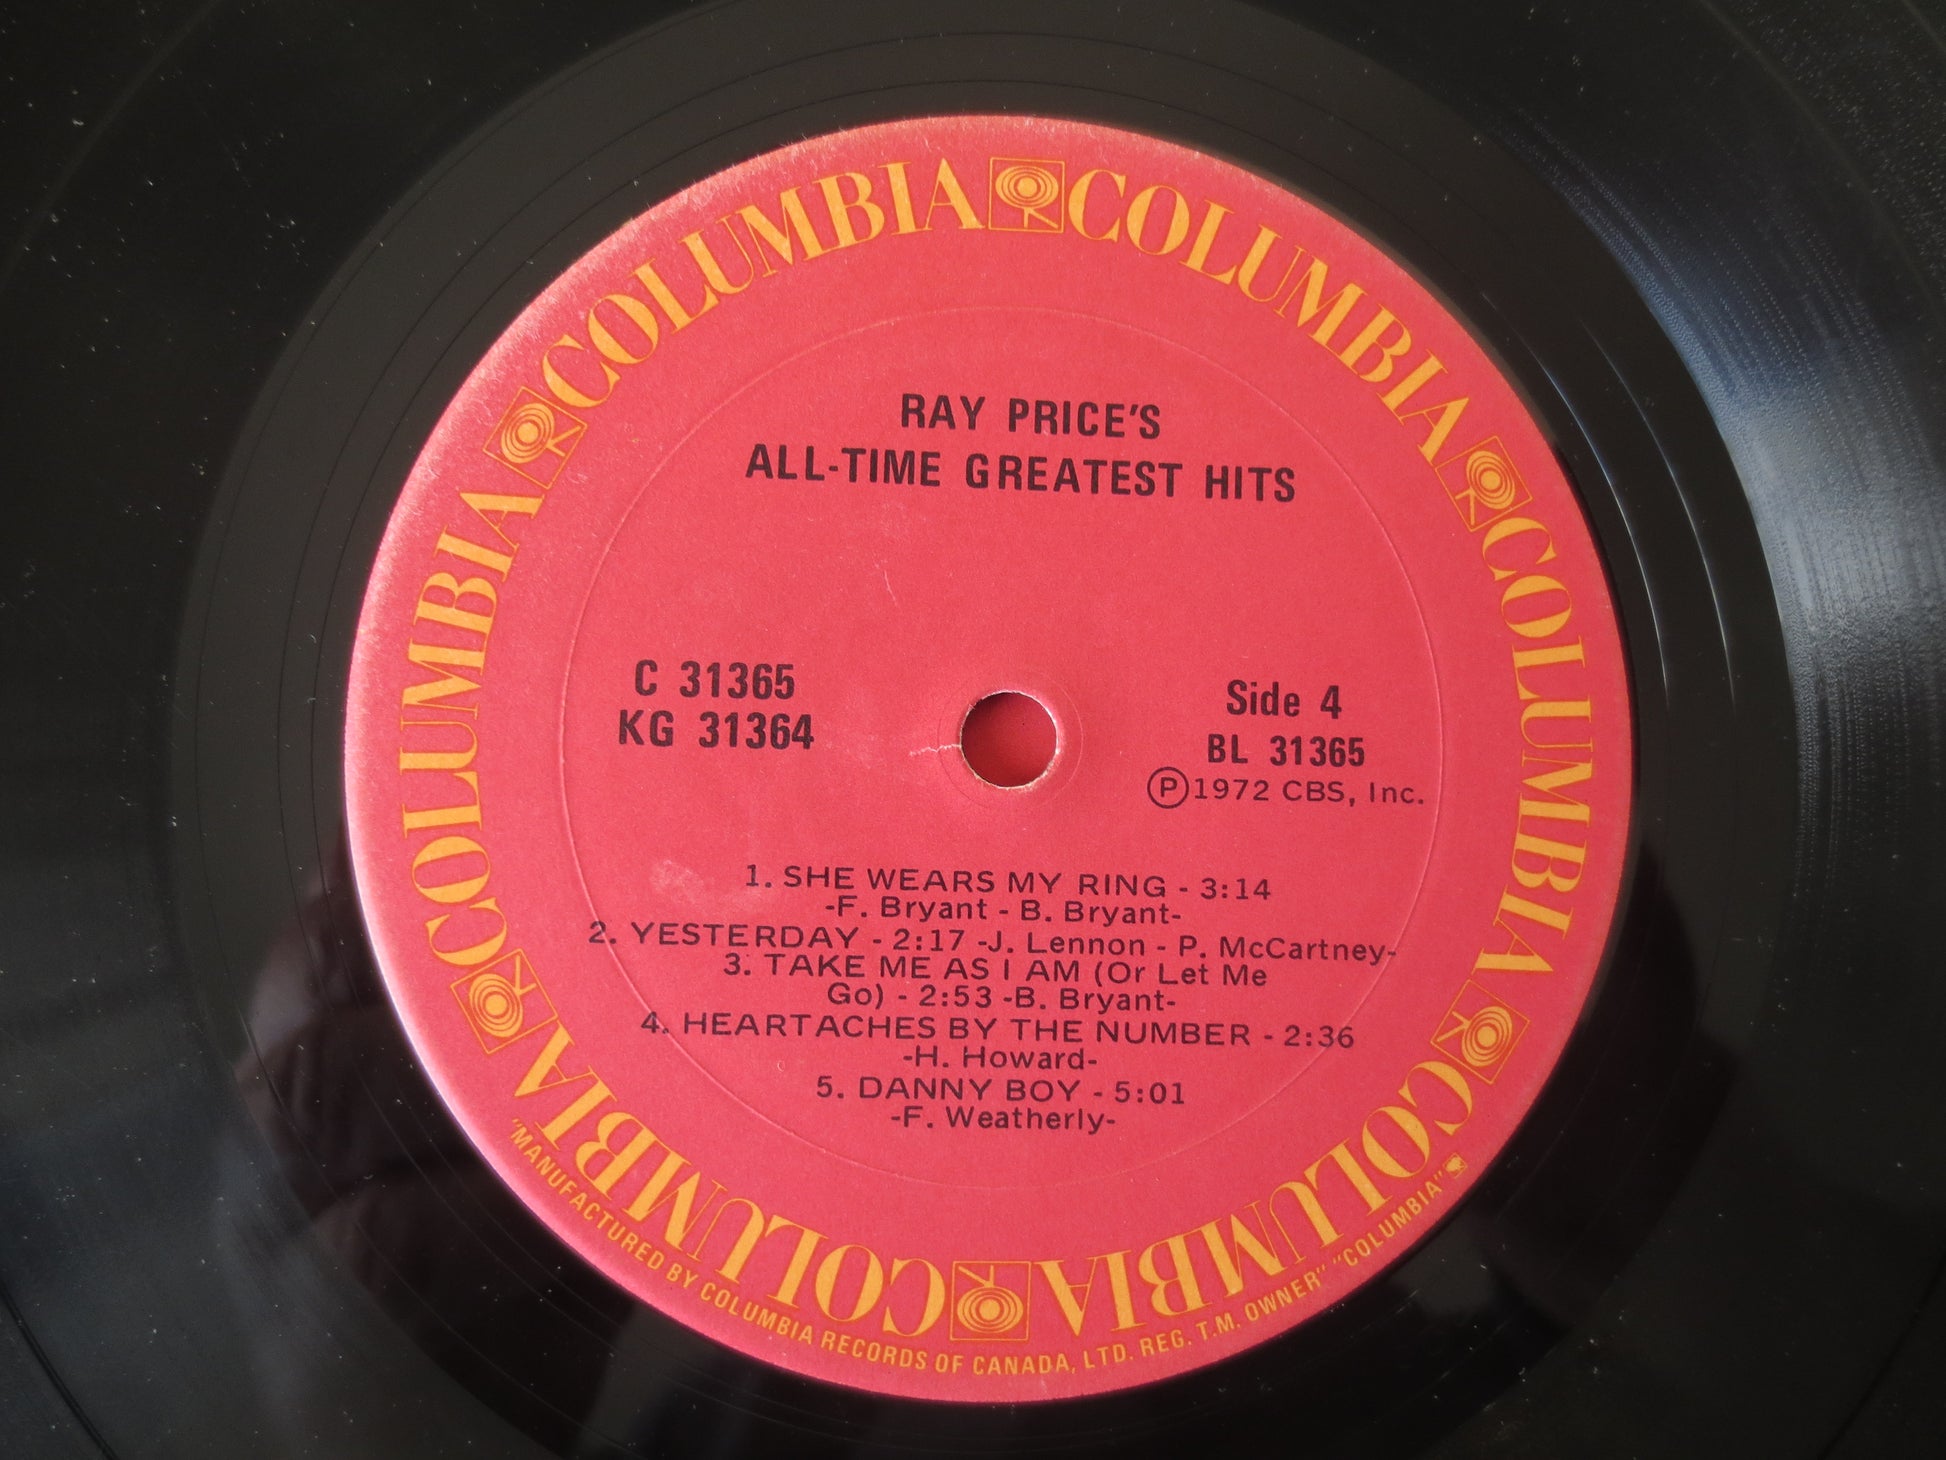 COLUMBIA COLUMBIA COLUMBIA COLUMBIA COLUMBIA COLUMBIA
RAY PRICE'S
ALL-TIME GREATEST HITS
C 31365
KG 31364
Side 4
BL 31365
Ⓟ1972 CBS, Inc.
1. SHE WEARS MY RING - 3:14
-F. Bryant - B. Bryant-
2. YESTERDAY - 2:17 -J. Lennon - P. McCartney-
3. TAKE ME AS I AM (Or Let Me
Go) - 2:53 -B. Bryant-
4. HEARTACHES BY THE NUMBER - 2:36
-H. Howard-
5. DANNY BOY - 5:01
-F. Weatherly-
"MANUFACTURED BY COLUMBIA RECORDS OF CANADA, LTD. REG. T.M. OWNER" "COLUMBIA"